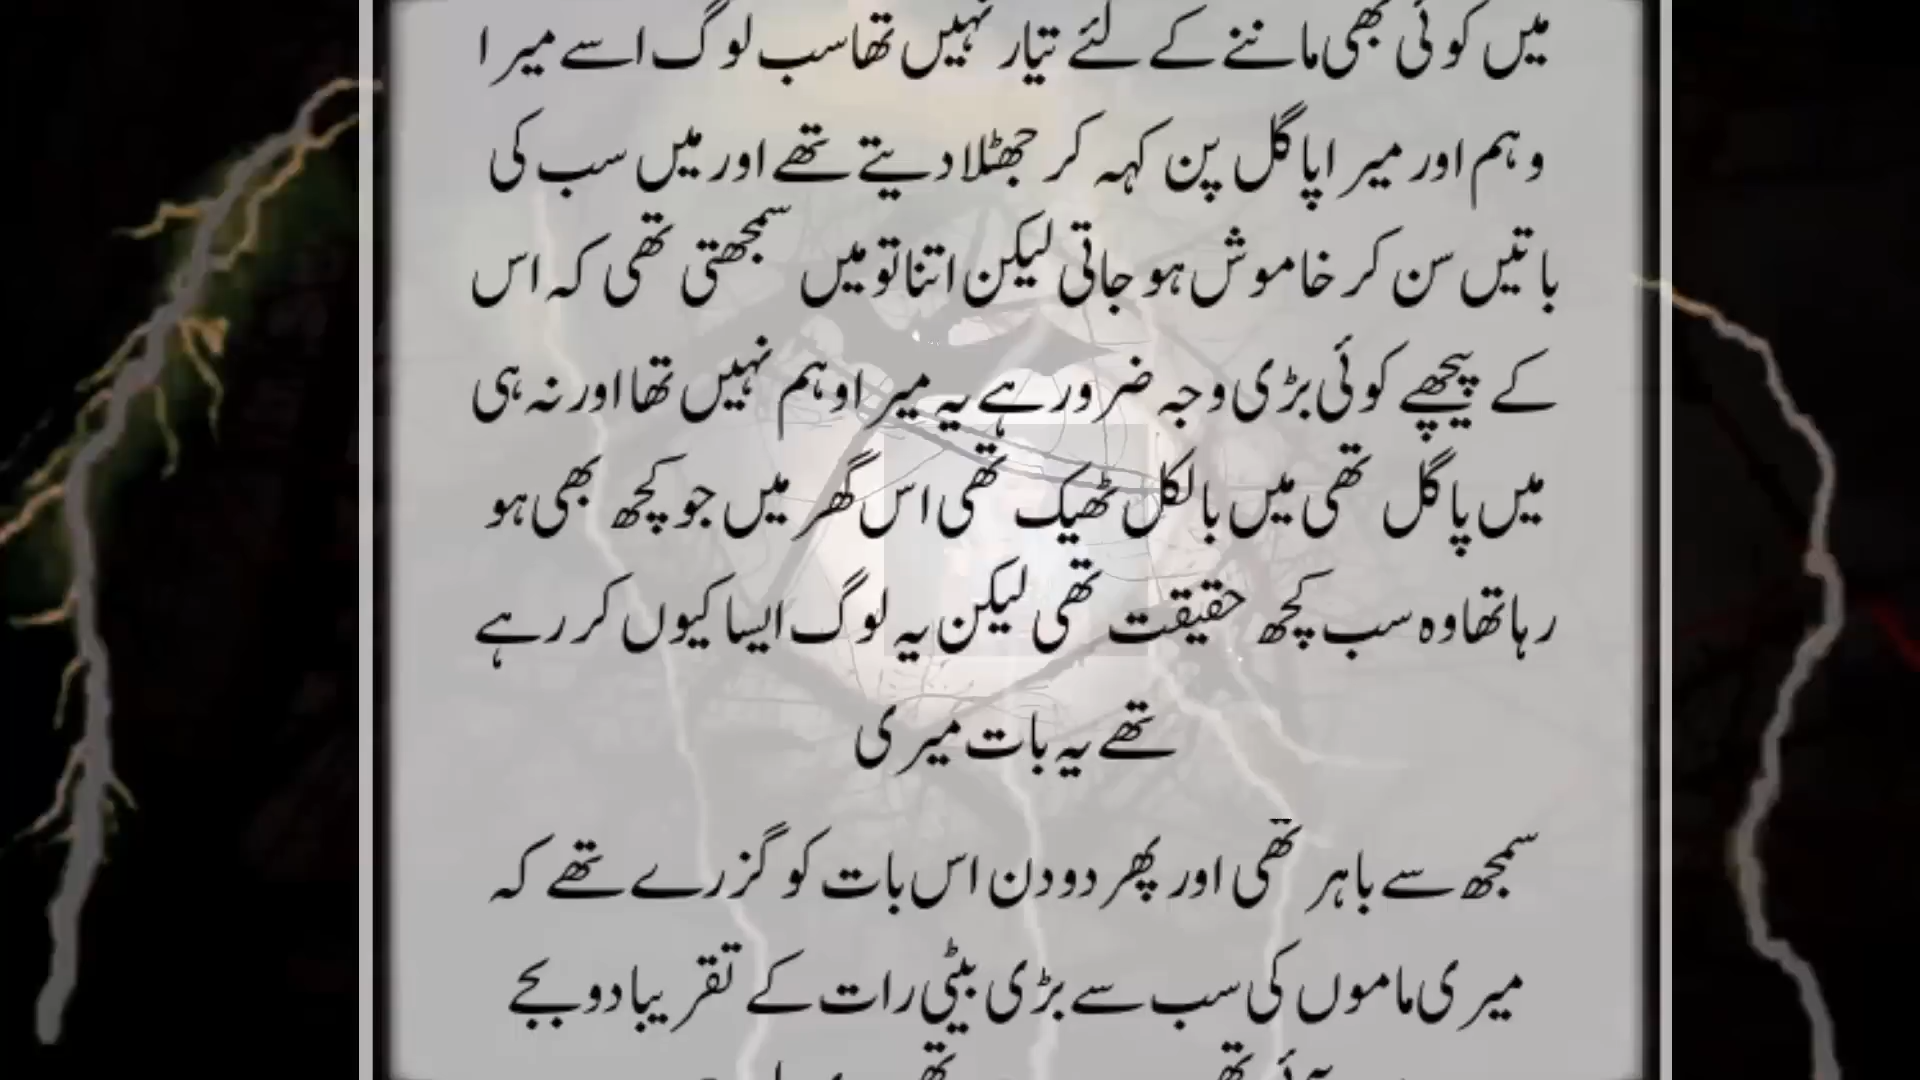 میں کوئی بھی ماننے کے لئے تیار نہیں تھا سب لوگ اسے میرا
وہم اور میرا پاگل پن کہہ کر جھٹلا دیتے تھے اور میں سب کی
باتیں سن کر خاموش ہو جاتی لیکن اتنا تو میں سمجھتی تھی کہ اس
کے پیچھے کوئی بڑی وجہ ضرور ہے یہ میرا وہم نہیں تھا اور نہ ہی
میں پاگل تھی میں بالکل ٹھیک تھی اس گھر میں جو کچھ بھی ہو
رہا تھا وہ سب کچھ حقیقت تھی لیکن یہ لوگ ایسا کیوں کر رہے
تھے یہ بات میری
سمجھ سے باہر تھی اور پھر دو دن اس بات کو گزرے تھے کہ
میری ماموں کی سب سے بڑی بیٹی رات کے تقریبا دو بجے